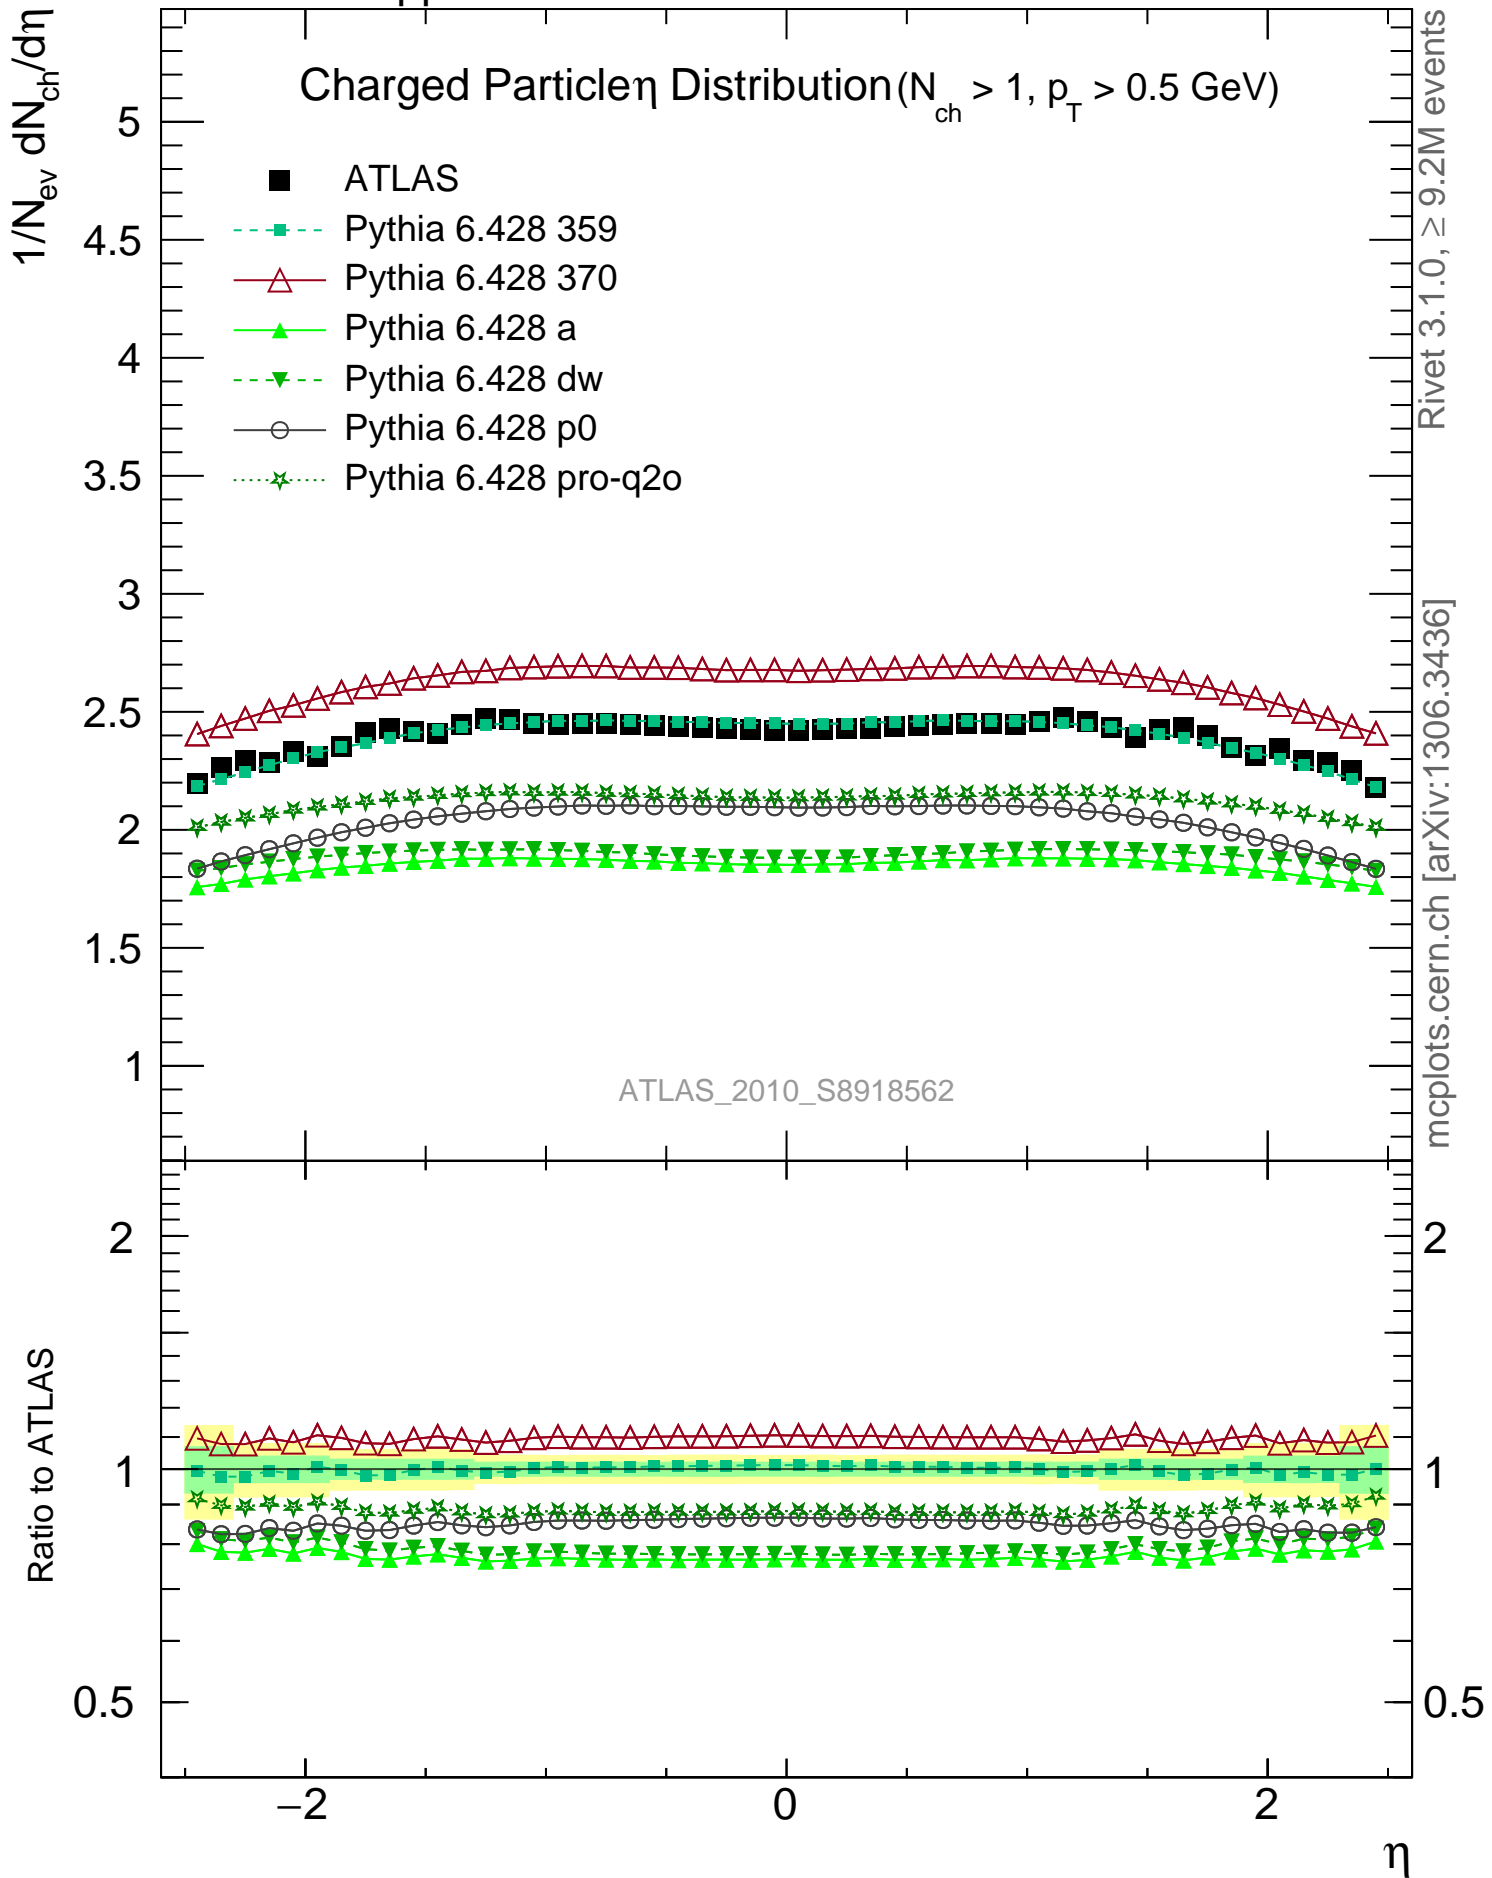 pp
Charged Particle η Distribution (N_ch > 1, p_T > 0.5 GeV)
1/N_ev dN_ch/dη
ATLAS
Pythia 6.428 359
Pythia 6.428 370
Pythia 6.428 a
Pythia 6.428 dw
Pythia 6.428 p0
Pythia 6.428 pro-q2o
5
4.5
4
3.5
3
2.5
2
1.5
1
ATLAS_2010_S8918562
Rivet 3.1.0, ≥ 9.2M events
mcplots.cern.ch [arXiv:1306.3436]
Ratio to ATLAS
2
1
0.5
2
1
0.5
−2
0
2
η